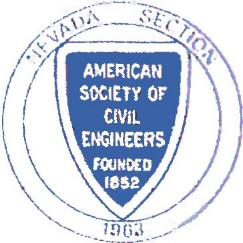 NEVADA SECTION
AMERICAN
SOCIETY OF
CIVIL
ENGINEERS
FOUNDED
1852
1963